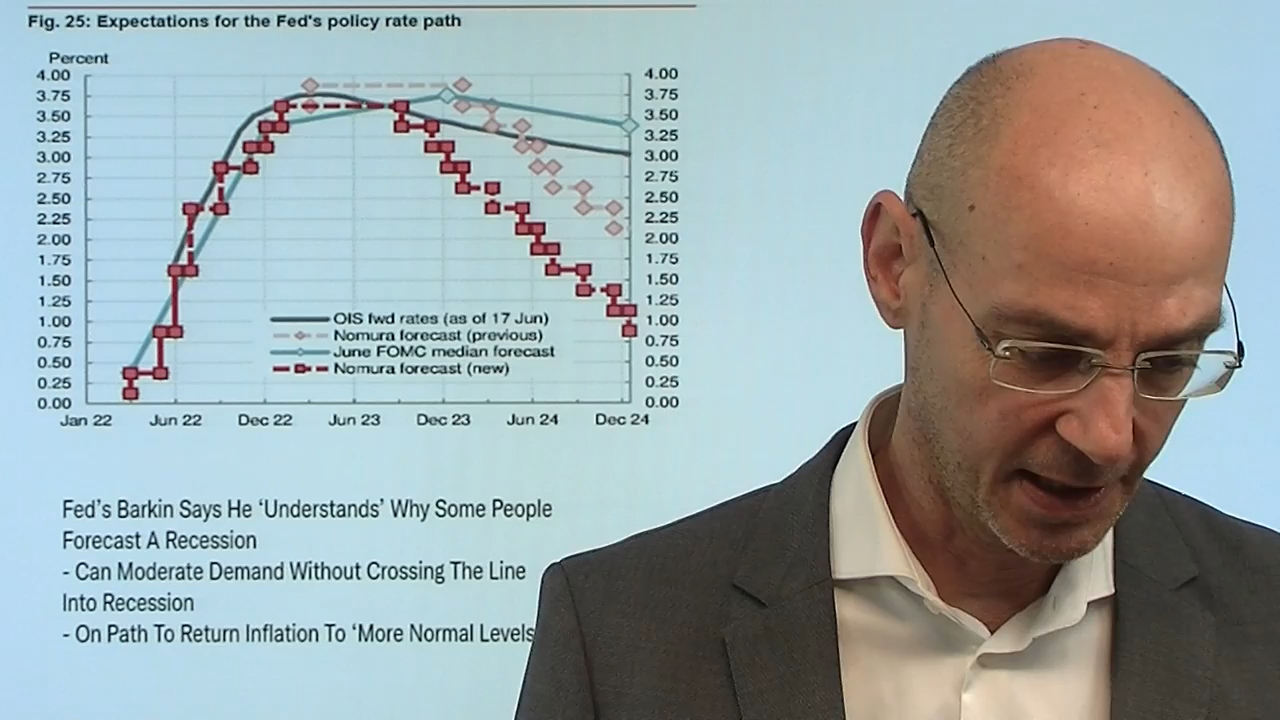 Fig. 25: Expectations for the Fed's policy rate path
Percent
4.00 4.00
3.75 3.75
3.50 3.50
3.25 3.25
3.00 3.00
2.75 2.75
2.50 2.50
2.25 2.25
2.00 2.00
1.75 1.75
1.50 1.50
1.25 1.25
1.00 1.00
0.75 0.75
0.50 0.50
0.25 0.25
0.00 0.00
OIS fwd rates (as of 17 Jun)
Nomura forecast (previous)
June FOMC median forecast
Nomura forecast (new)
Jan 22 Jun 22 Dec 22 Jun 23 Dec 23 Jun 24 Dec 24
Fed's Barkin Says He ‘Understands’ Why Some People
Forecast A Recession
- Can Moderate Demand Without Crossing The Line
Into Recession
- On Path To Return Inflation To ‘More Normal Levels